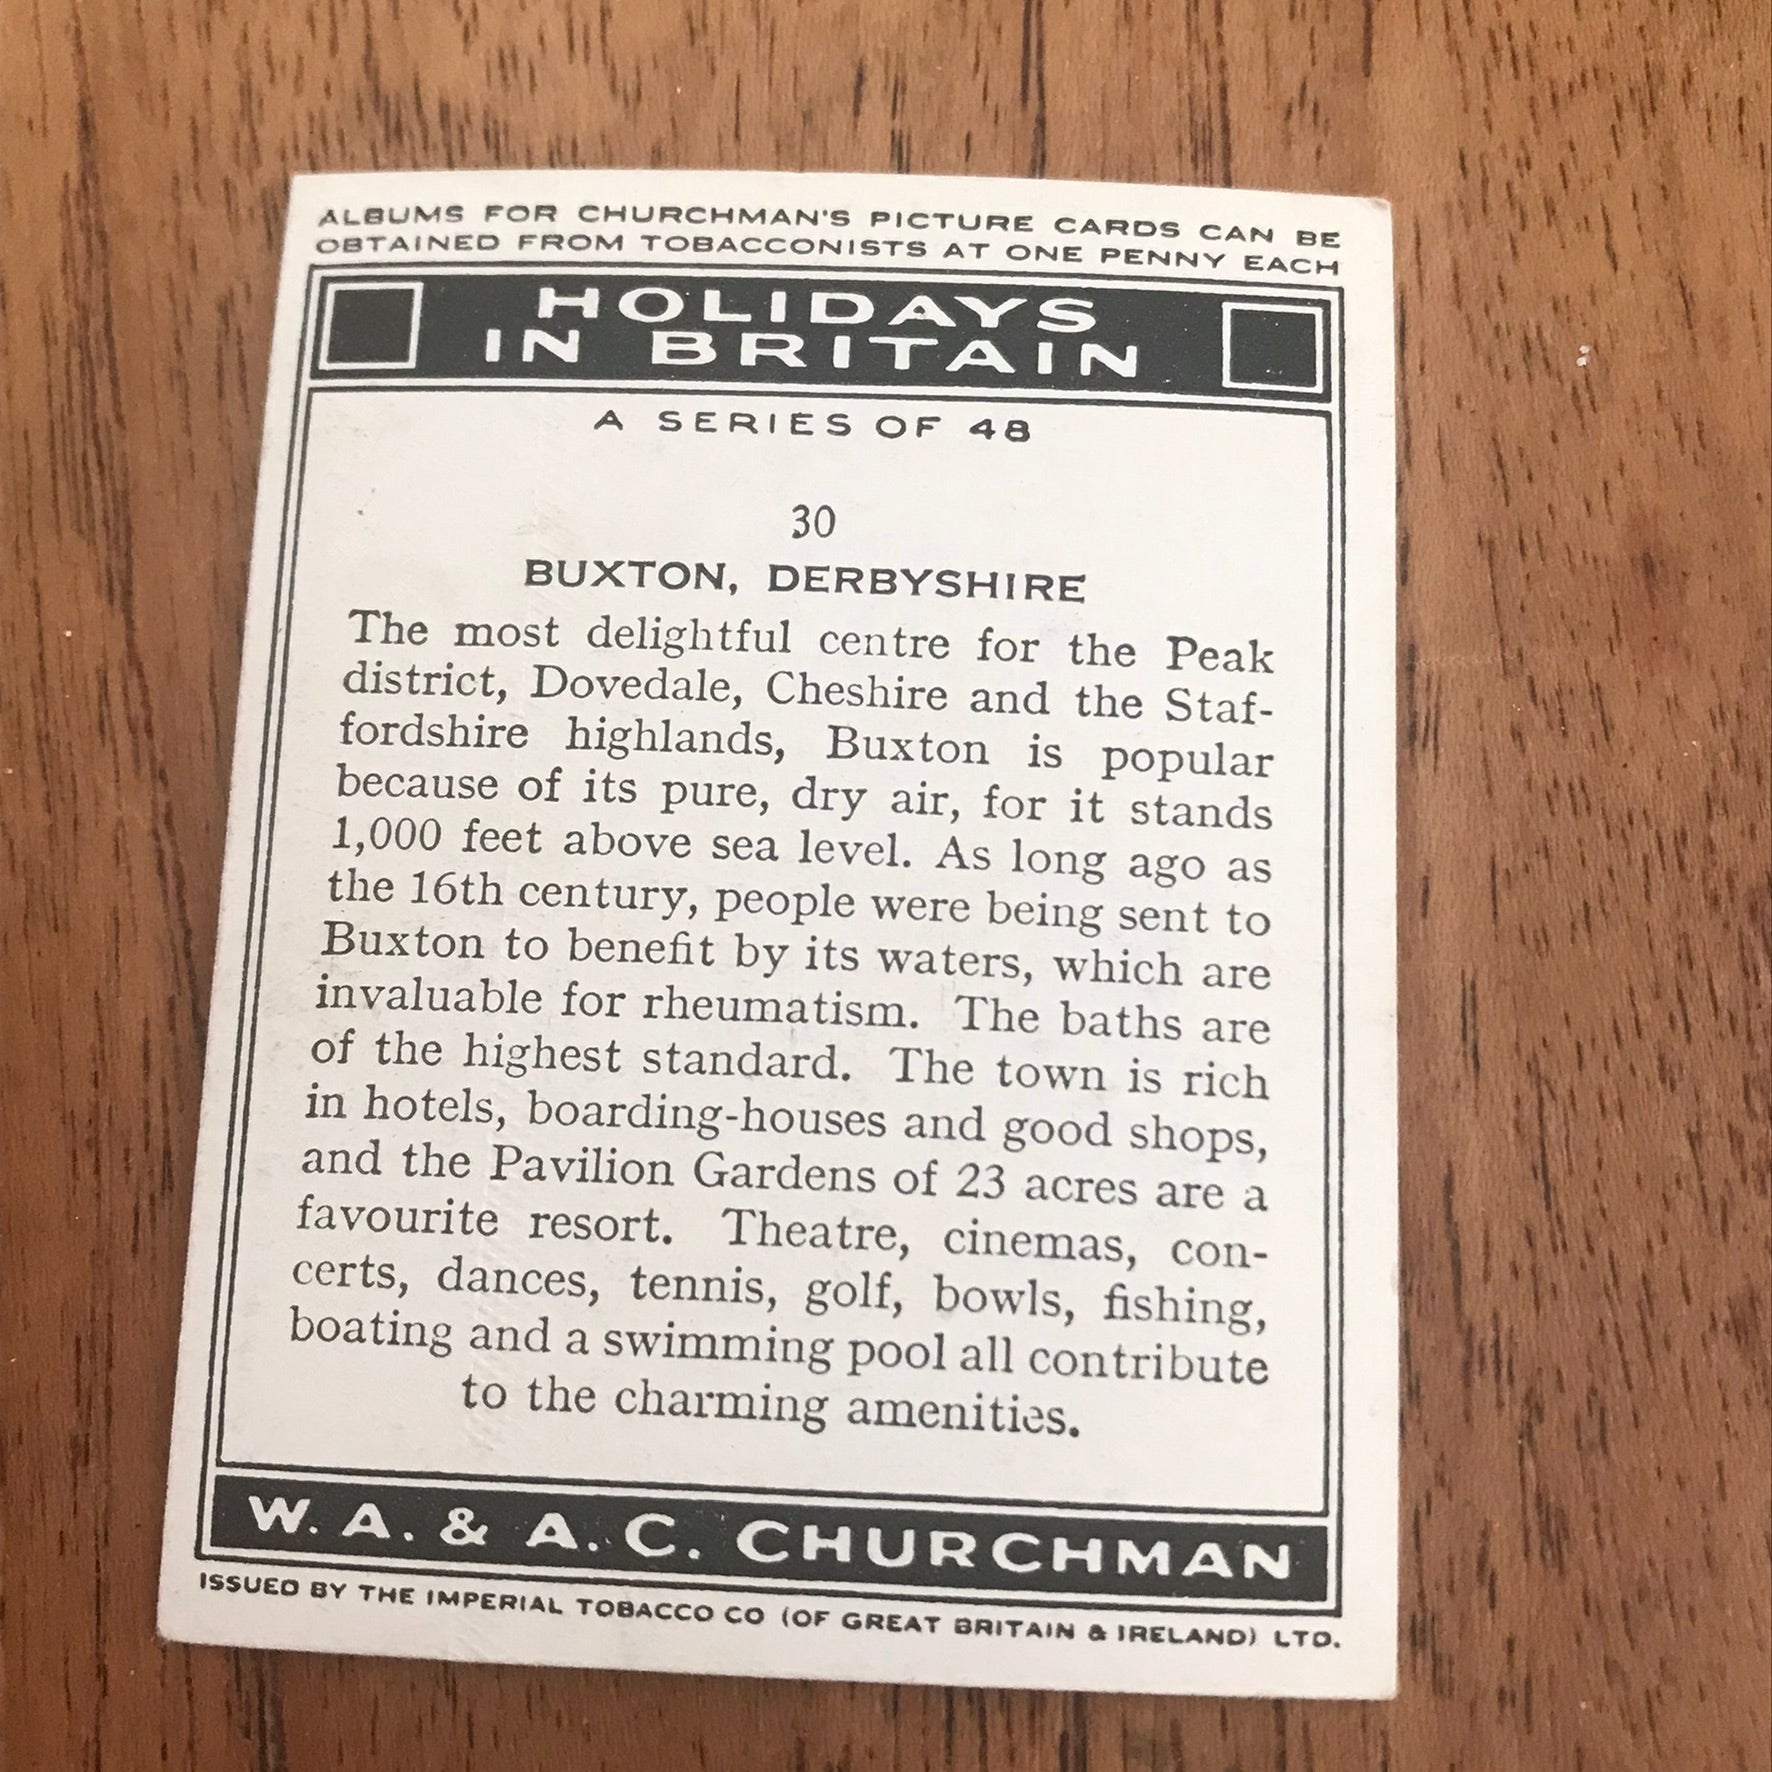 ALBUMS FOR CHURCHMAN'S PICTURE CARDS CAN BE
OBTAINED FROM TOBACCONISTS AT ONE PENNY EACH
HOLIDAYS
IN BRITAIN
A SERIES OF 48
30
BUXTON, DERBYSHIRE
The most delightful centre for the Peak
district, Dovedale, Cheshire and the Staf-
fordshire highlands, Buxton is popular
because of its pure, dry air, for it stands
1,000 feet above sea level. As long ago as
the 16th century, people were being sent to
Buxton to benefit by its waters, which are
invaluable for rheumatism. The baths are
of the highest standard. The town is rich
in hotels, boarding-houses and good shops,
and the Pavilion Gardens of 23 acres are a
favourite resort. Theatre, cinemas, con-
certs, dances, tennis, golf, bowls, fishing,
boating and a swimming pool all contribute
to the charming amenities.
W. A. & A. C. CHURCHMAN
ISSUED BY THE IMPERIAL TOBACCO CO (OF GREAT BRITAIN & IRELAND) LTD.